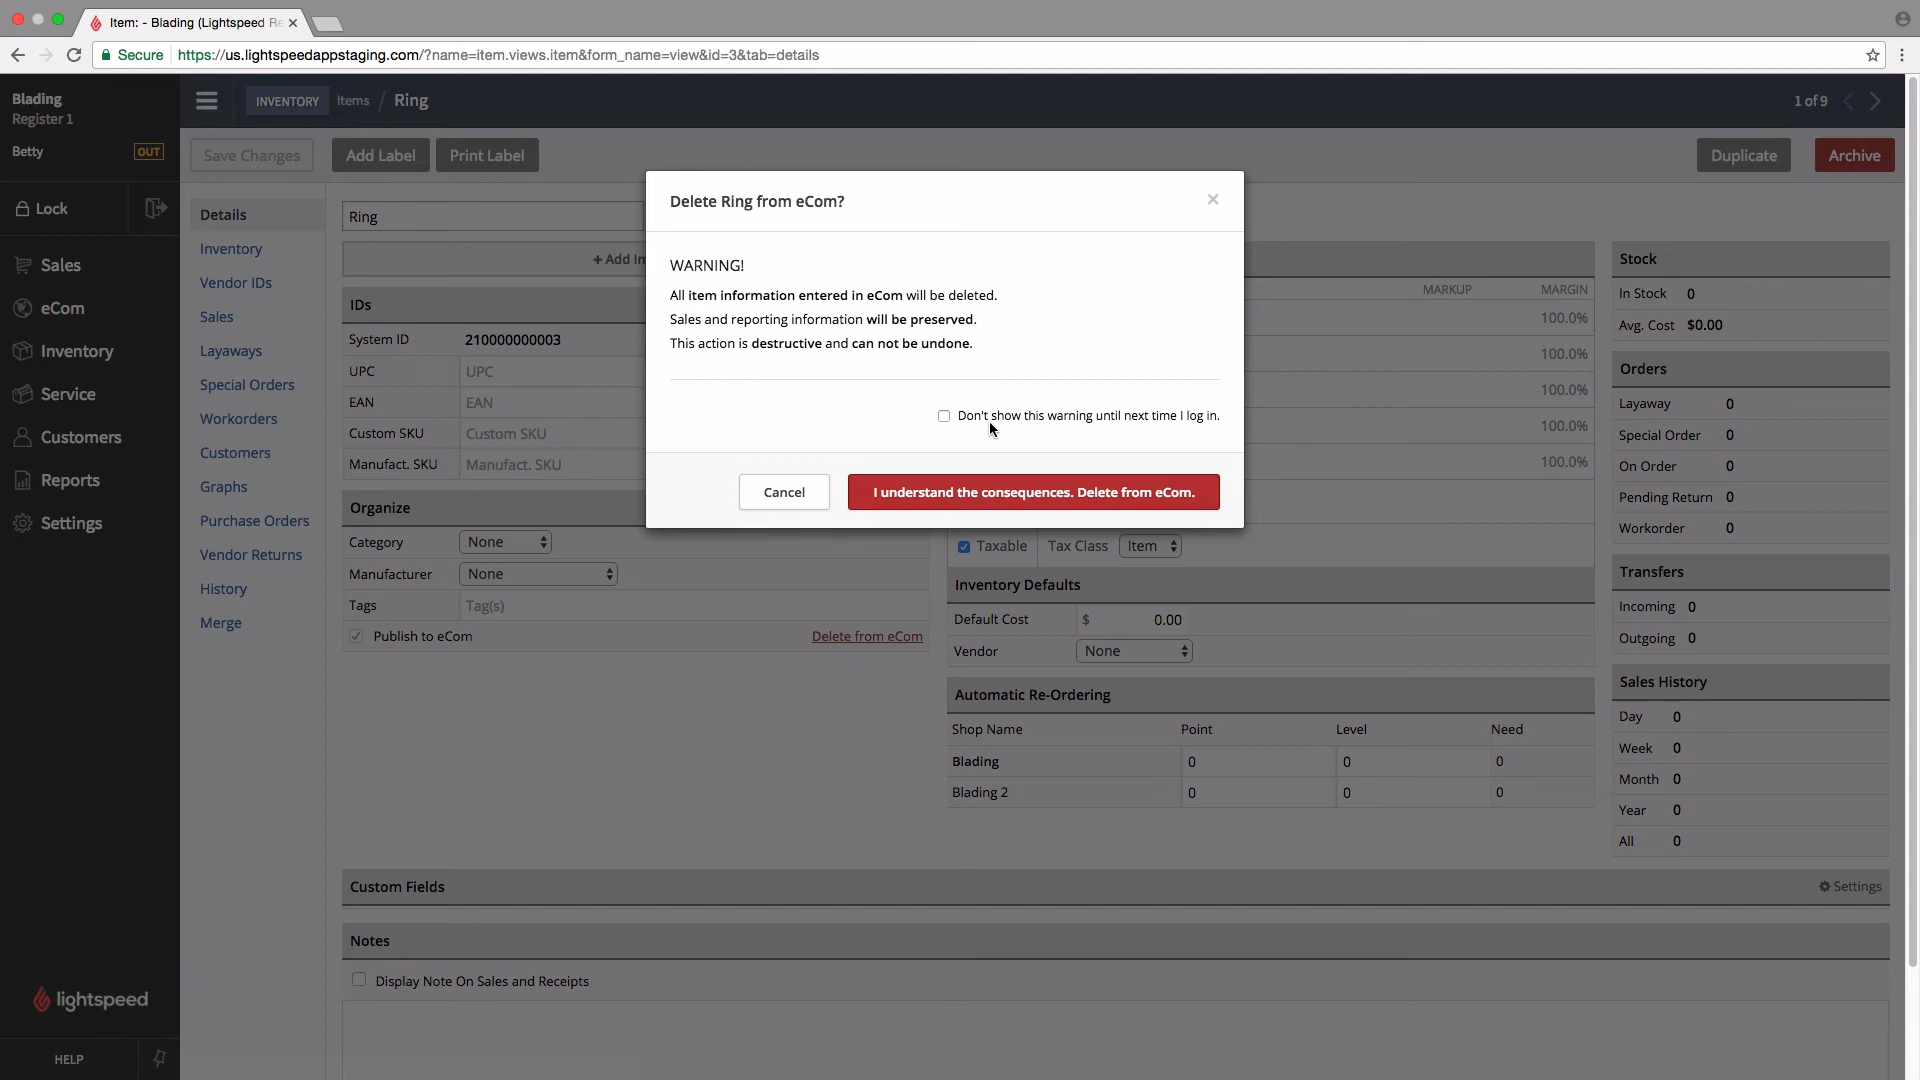 Item: - Blading (Lightspeed Re
Secure
https://us.lightspeedappstaging.com/?name=item.views.item&form_name=view&id=3&tab=details
Blading
Register 1
Betty
OUT
Lock
Sales
eCom
Inventory
Service
Customers
Reports
Settings
lightspeed
HELP
INVENTORY
Items / Ring
1 of 9
Save Changes
Add Label
Print Label
Duplicate
Archive
Details
Inventory
Vendor IDs
Sales
Layaways
Special Orders
Workorders
Customers
Graphs
Purchase Orders
Vendor Returns
History
Merge
Ring
+ Add Im
IDs
System ID 210000000003
UPC UPC
EAN EAN
Custom SKU Custom SKU
Manufact. SKU Manufact. SKU
Organize
Category None
Manufacturer None
Tags Tag(s)
Publish to eCom Delete from eCom
Delete Ring from eCom?
×
WARNING!
All item information entered in eCom will be deleted.
Sales and reporting information will be preserved.
This action is destructive and can not be undone.
Don't show this warning until next time I log in.
Cancel
I understand the consequences. Delete from eCom.
MARKUP MARGIN
100.0%
100.0%
100.0%
100.0%
100.0%
Taxable Tax Class Item
Inventory Defaults
Default Cost $ 0.00
Vendor None
Automatic Re-Ordering
Shop Name Point Level Need
Blading 0 0 0
Blading 2 0 0 0
Stock
In Stock 0
Avg. Cost $0.00
Orders
Layaway 0
Special Order 0
On Order 0
Pending Return 0
Workorder 0
Transfers
Incoming 0
Outgoing 0
Sales History
Day 0
Week 0
Month 0
Year 0
All 0
Custom Fields
Settings
Notes
Display Note On Sales and Receipts